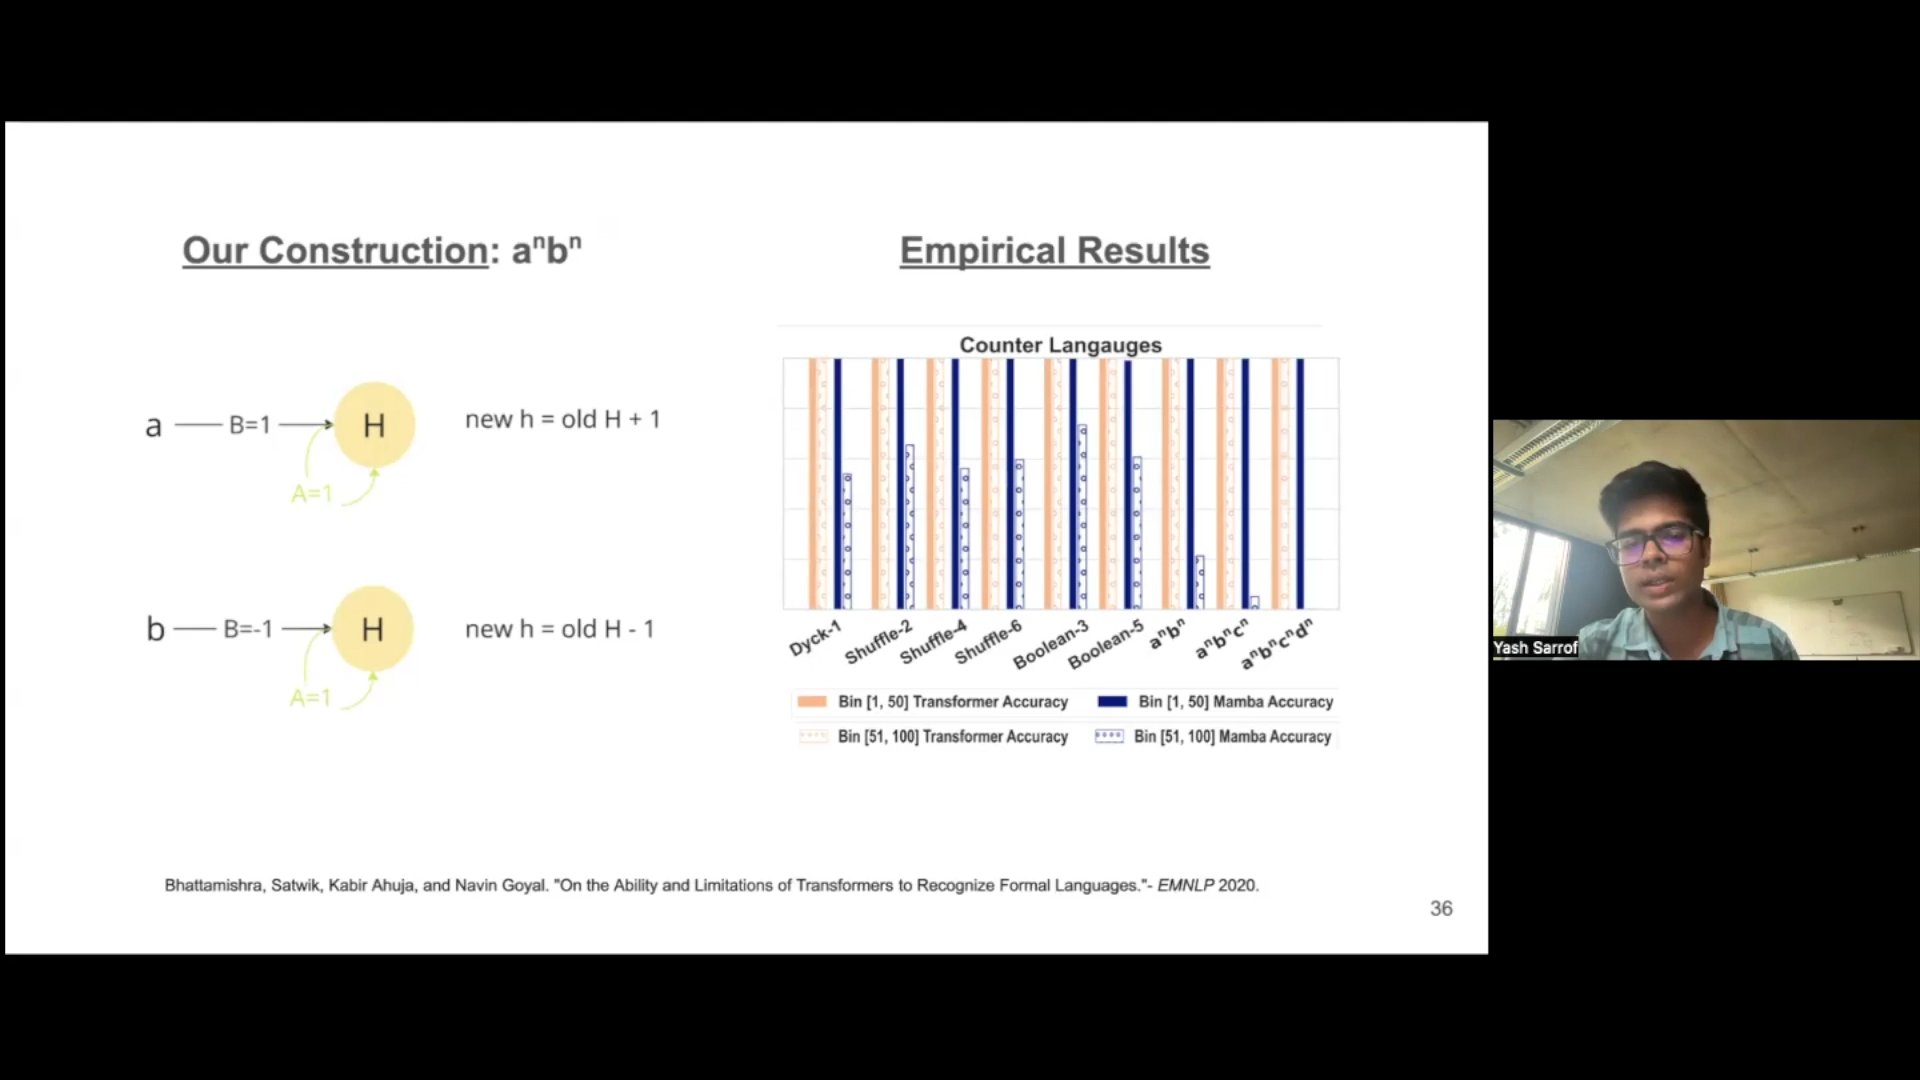 Our Construction: aⁿbⁿ
a B=1 H new h = old H + 1
A=1
b B=-1 H new h = old H - 1
A=1
Empirical Results
Counter Langauges
Dyck-1 Shuffle-2 Shuffle-4 Shuffle-6 Boolean-3 Boolean-5 aⁿbⁿ aⁿbⁿcⁿ aⁿbⁿcⁿdⁿ
Bin [1, 50] Transformer Accuracy Bin [1, 50] Mamba Accuracy
Bin [51, 100] Transformer Accuracy Bin [51, 100] Mamba Accuracy
Bhattamishra, Satwik, Kabir Ahuja, and Navin Goyal. "On the Ability and Limitations of Transformers to Recognize Formal Languages."- EMNLP 2020.
36
Yash Sarrof